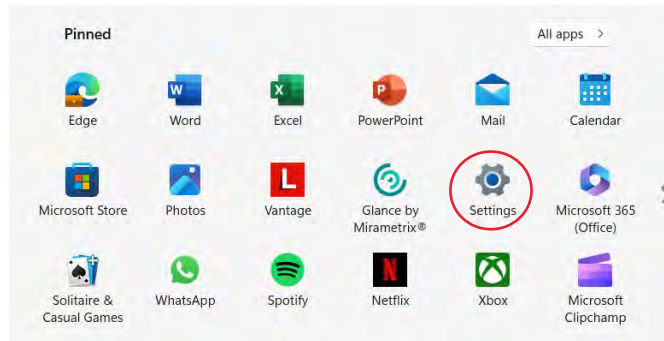 Pinned
All apps >
Edge
Word
Excel
PowerPoint
Mail
Calendar
Microsoft Store
Photos
Vantage
Glance by
Mirametrix®
Settings
Microsoft 365
(Office)
Solitaire &
Casual Games
WhatsApp
Spotify
Netflix
Xbox
Microsoft
Clipchamp
W
X
P
L
N